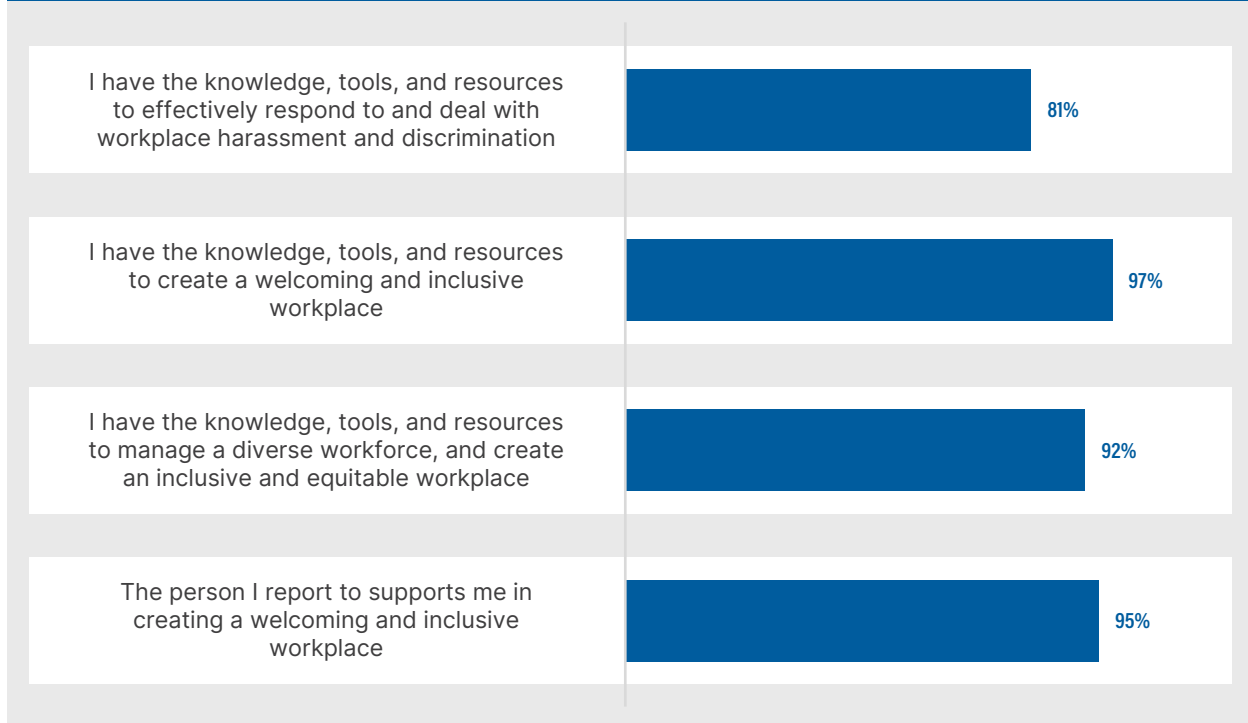 I have the knowledge, tools, and resources
to effectively respond to and deal with
workplace harassment and discrimination
81%
I have the knowledge, tools, and resources
to create a welcoming and inclusive
workplace
97%
I have the knowledge, tools, and resources
to manage a diverse workforce, and create
an inclusive and equitable workplace
92%
The person I report to supports me in
creating a welcoming and inclusive
workplace
95%